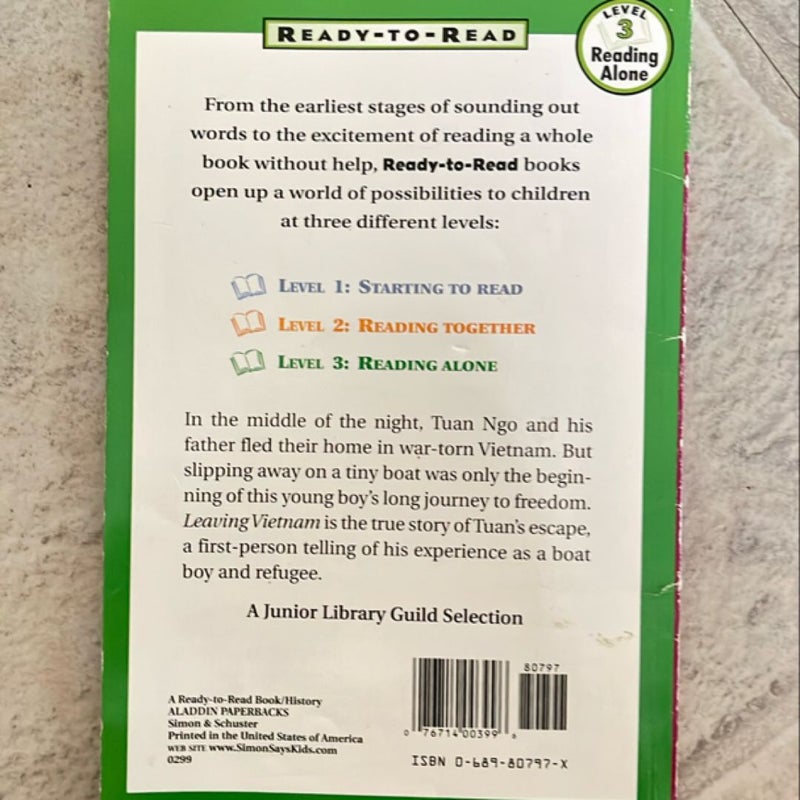 READY-TO-READ
LEVEL
3
Reading
Alone
From the earliest stages of sounding out
words to the excitement of reading a whole
book without help, Ready-to-Read books
open up a world of possibilities to children
at three different levels:
LEVEL 1: STARTING TO READ
LEVEL 2: READING TOGETHER
LEVEL 3: READING ALONE
In the middle of the night, Tuan Ngo and his
father fled their home in war-torn Vietnam. But
slipping away on a tiny boat was only the begin-
ning of this young boy's long journey to freedom.
Leaving Vietnam is the true story of Tuan's escape,
a first-person telling of his experience as a boat
boy and refugee.
A Junior Library Guild Selection
A Ready-to-Read Book/History
ALADDIN PAPERBACKS
Simon & Schuster
Printed in the United States of America
WEB SITE www.SimonSaysKids.com
0299
80797
0 76714 00399
ISBN 0-689-80797-X